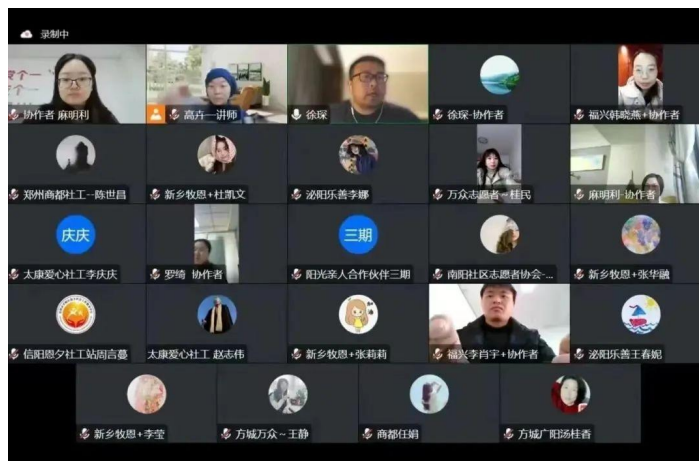 录制中
协作者 麻明利
高卉—讲师
徐琛
徐琛-协作者
福兴韩晓燕+协作者
郑州商都社工--陈世昌
新乡牧恩+杜凯文
泌阳乐善李娜
万众志愿者～桂民
麻明利-协作者
庆庆
太康爱心社工李庆庆
罗绮 协作者
三期
阳光亲人合作伙伴三期
南阳社区志愿者协会-...
新乡牧恩+张华融
信阳恩夕社工站周言蔓
太康爱心社工 赵志伟
新乡牧恩+张莉莉
福兴李肖宇+协作者
泌阳乐善王春妮
新乡牧恩+李莹
方城万众～王静
商都任娟
方城广阳汤桂香